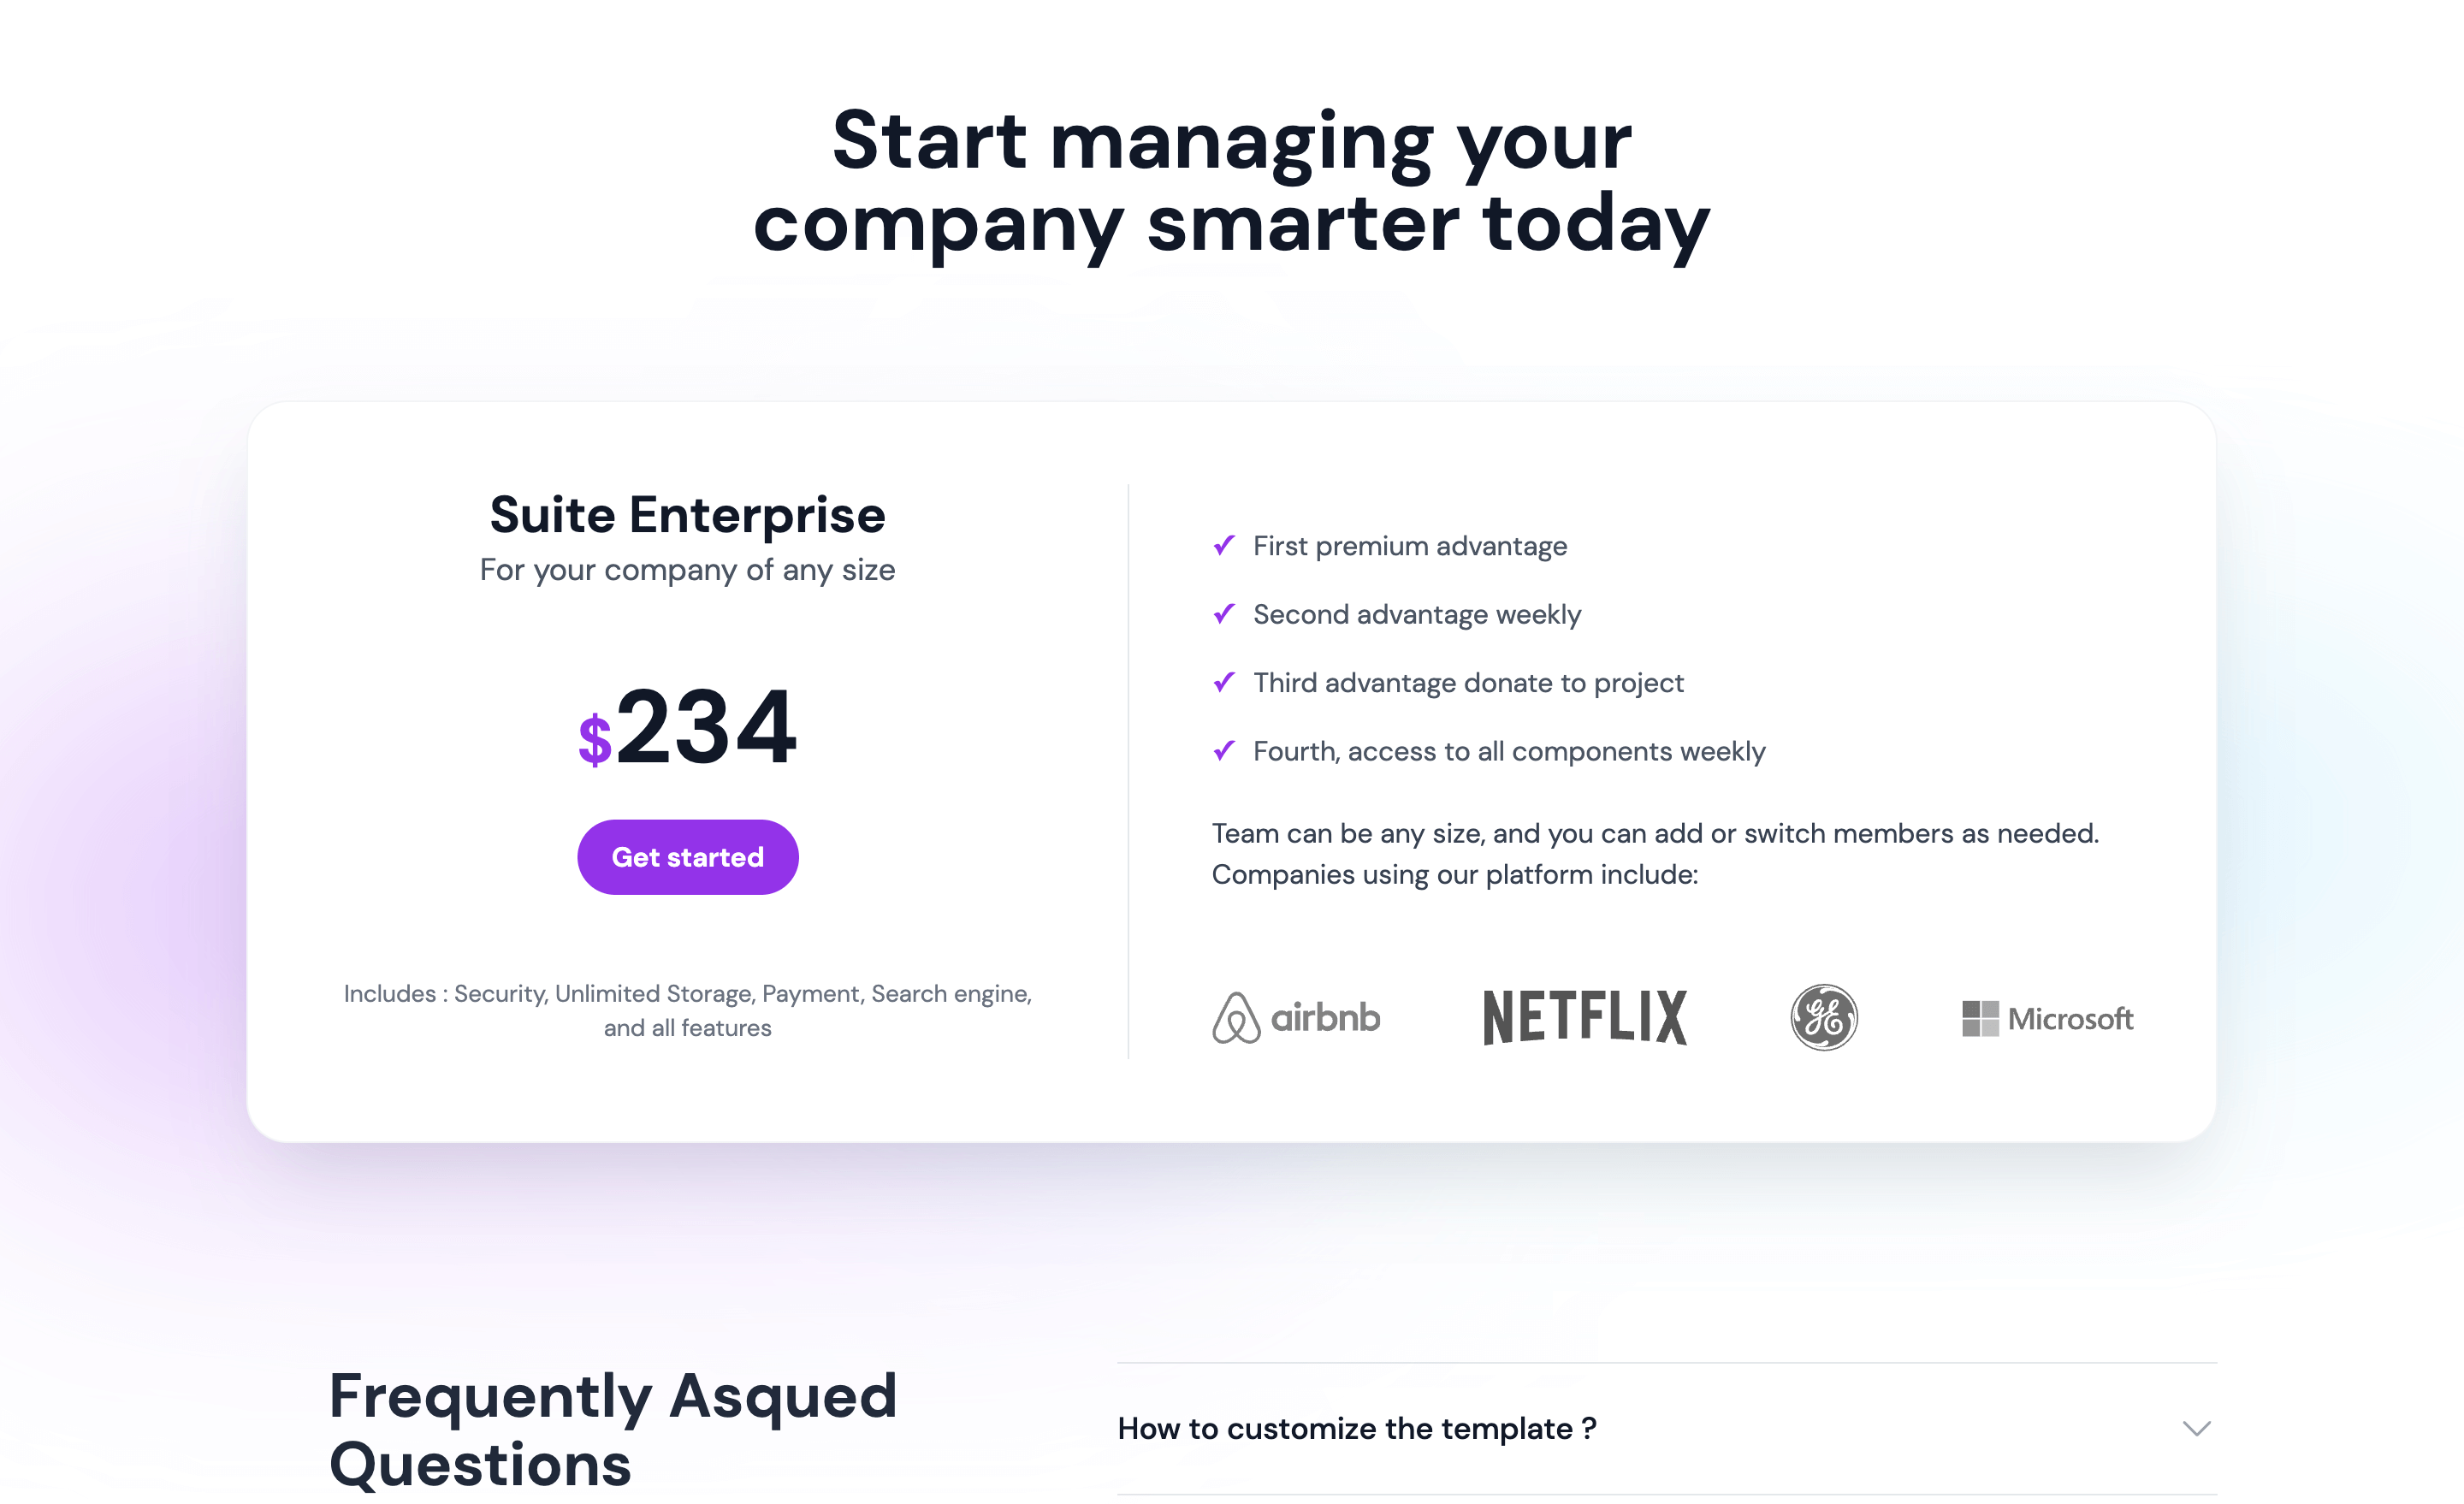 Start managing your
company smarter today
Suite Enterprise
For your company of any size
$234
Get started
Includes : Security, Unlimited Storage, Payment, Search engine,
and all features
First premium advantage
Second advantage weekly
Third advantage donate to project
Fourth, access to all components weekly
Team can be any size, and you can add or switch members as needed.
Companies using our platform include:
airbnb
NETFLIX
GE
Microsoft
Frequently Asqued
Questions
How to customize the template ?